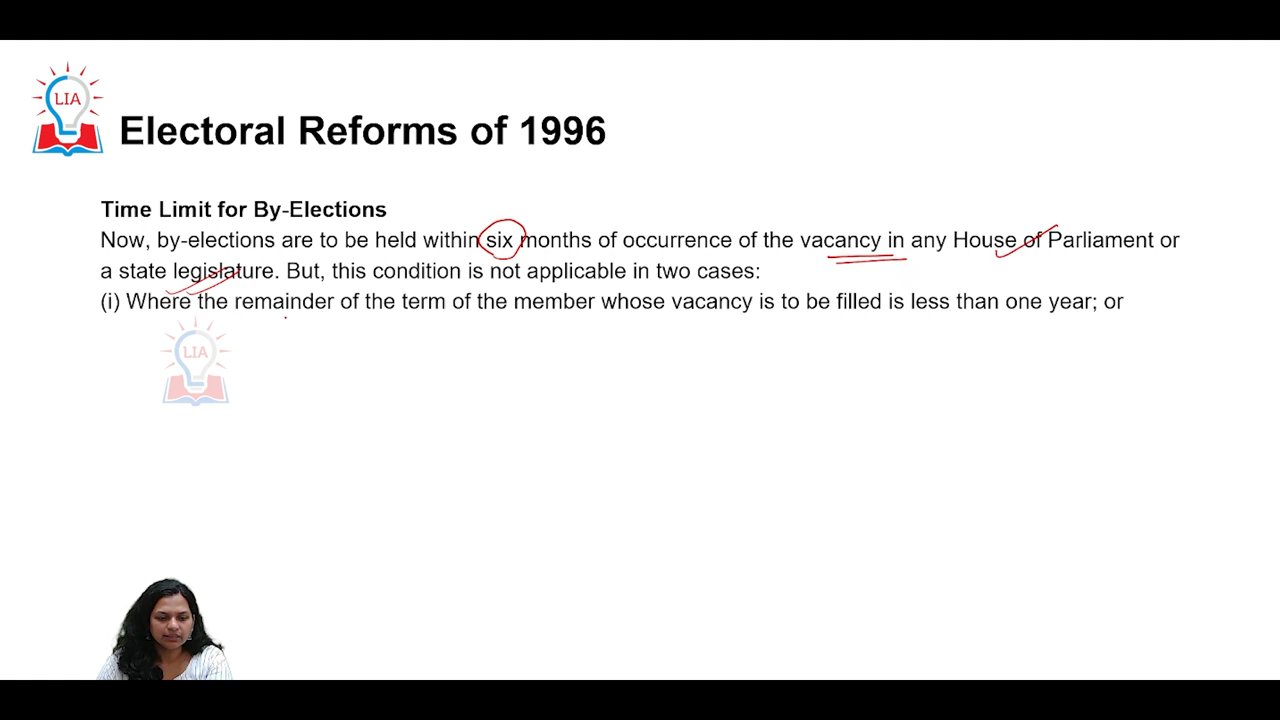 LIA
Electoral Reforms of 1996
Time Limit for By-Elections
Now, by-elections are to be held within six months of occurrence of the vacancy in any House of Parliament or
a state legislature. But, this condition is not applicable in two cases:
(i) Where the remainder of the term of the member whose vacancy is to be filled is less than one year; or
LIA